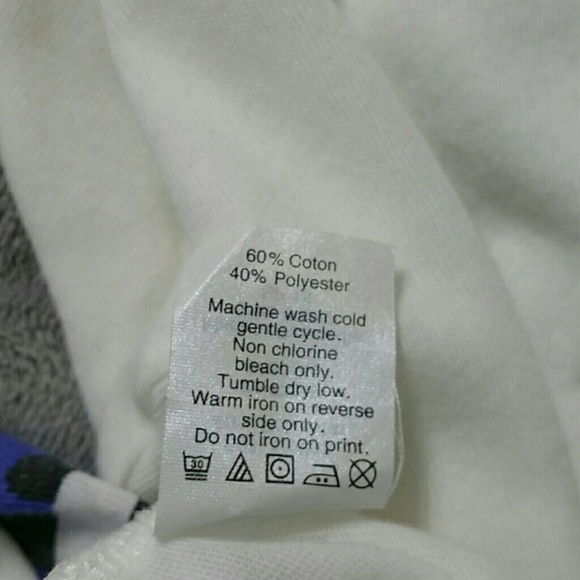 60% Coton
40% Polyester
Machine wash cold
gentle cycle.
Non chlorine
bleach only.
Tumble dry low.
Warm iron on reverse
side only.
Do not iron on print.
30